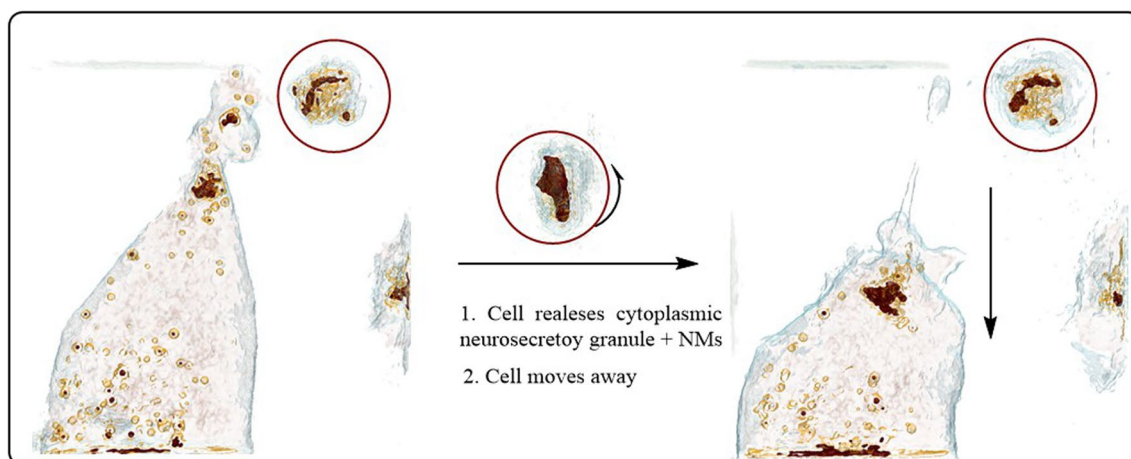 1. Cell realeses cytoplasmic
neurosecretoy granule + NMs
2. Cell moves away